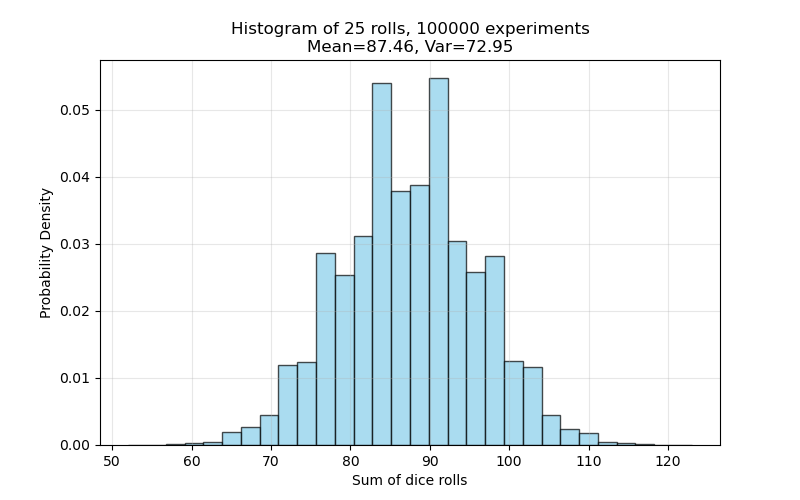 Histogram of 25 rolls, 100000 experiments
Mean=87.46, Var=72.95
Probability Density
0.05
0.04
0.03
0.02
0.01
0.00
50 60 70 80 90 100 110 120
Sum of dice rolls